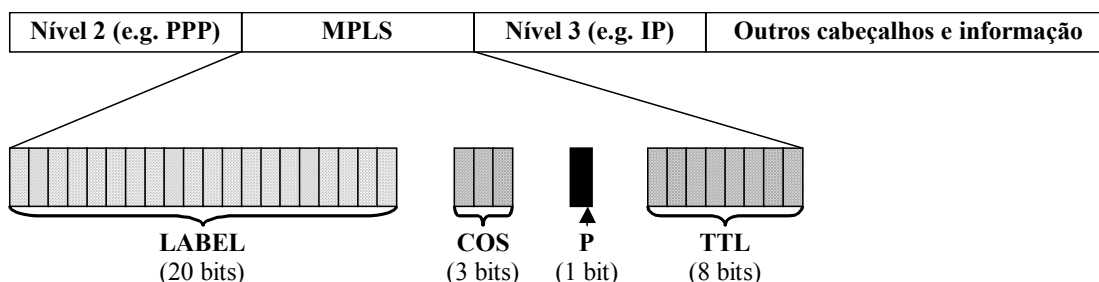 Nível 2 (e.g. PPP) MPLS Nível 3 (e.g. IP) Outros cabeçalhos e informação
LABEL COS P TTL
(20 bits) (3 bits) (1 bit) (8 bits)